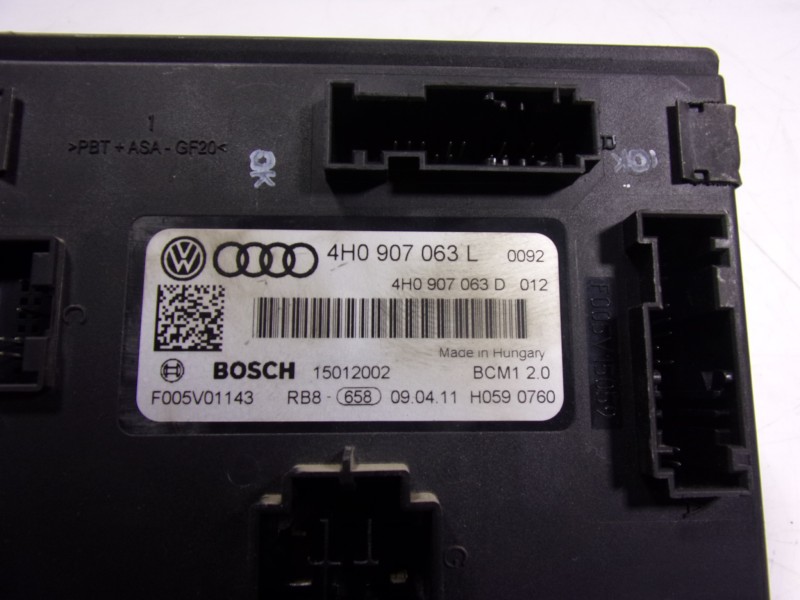 1
>PBT + ASA - GF20<
OK
OK
B
4H0 907 063 L 0092
4H0 907 063 D 012
C
Made in Hungary
BOSCH 15012002 BCM1 2.0
F005V01143 RB8 - 658 09.04.11 H059 0760
A
G